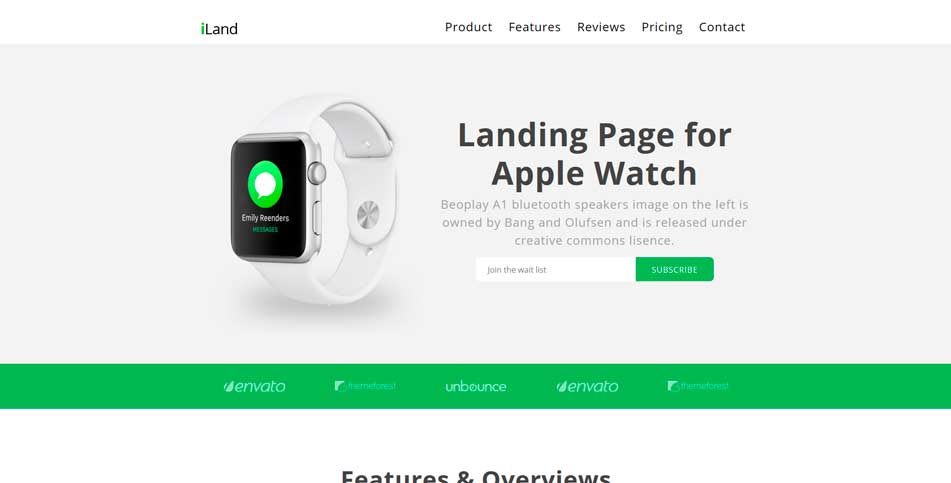 iLand
Product Features Reviews Pricing Contact
Landing Page for
Apple Watch
Beoplay A1 bluetooth speakers image on the left is
owned by Bang and Olufsen and is released under
creative commons lisence.
Emily Reenders
MESSAGES
Join the wait list
SUBSCRIBE
envato themeforest unbounce envato themeforest
Features & Overviews